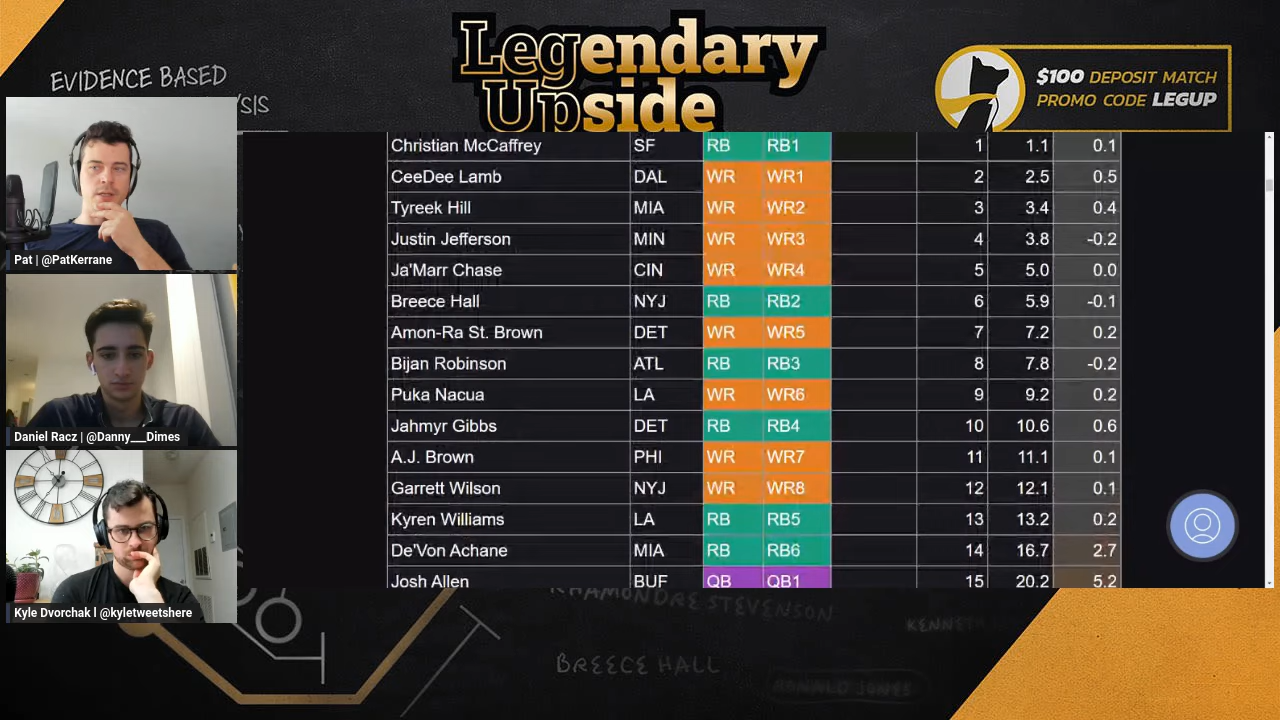 Legendary
Upside
EVIDENCE BASED
YSIS
$100 DEPOSIT MATCH
PROMO CODE LEGUP
Christian McCaffrey SF RB RB1 1 1.1 0.1
CeeDee Lamb DAL WR WR1 2 2.5 0.5
Tyreek Hill MIA WR WR2 3 3.4 0.4
Justin Jefferson MIN WR WR3 4 3.8 -0.2
Ja'Marr Chase CIN WR WR4 5 5.0 0.0
Breece Hall NYJ RB RB2 6 5.9 -0.1
Amon-Ra St. Brown DET WR WR5 7 7.2 0.2
Bijan Robinson ATL RB RB3 8 7.8 -0.2
Puka Nacua LA WR WR6 9 9.2 0.2
Jahmyr Gibbs DET RB RB4 10 10.6 0.6
A.J. Brown PHI WR WR7 11 11.1 0.1
Garrett Wilson NYJ WR WR8 12 12.1 0.1
Kyren Williams LA RB RB5 13 13.2 0.2
De'Von Achane MIA RB RB6 14 16.7 2.7
Josh Allen BUF QB QB1 15 20.2 5.2
Pat | @PatKerrane
Daniel Racz | @Danny___Dimes
Kyle Dvorchak l @kyletweetshere
RHAMONDRE STEVENSON
KENNETH
BREECE HALL
RONALD JONES